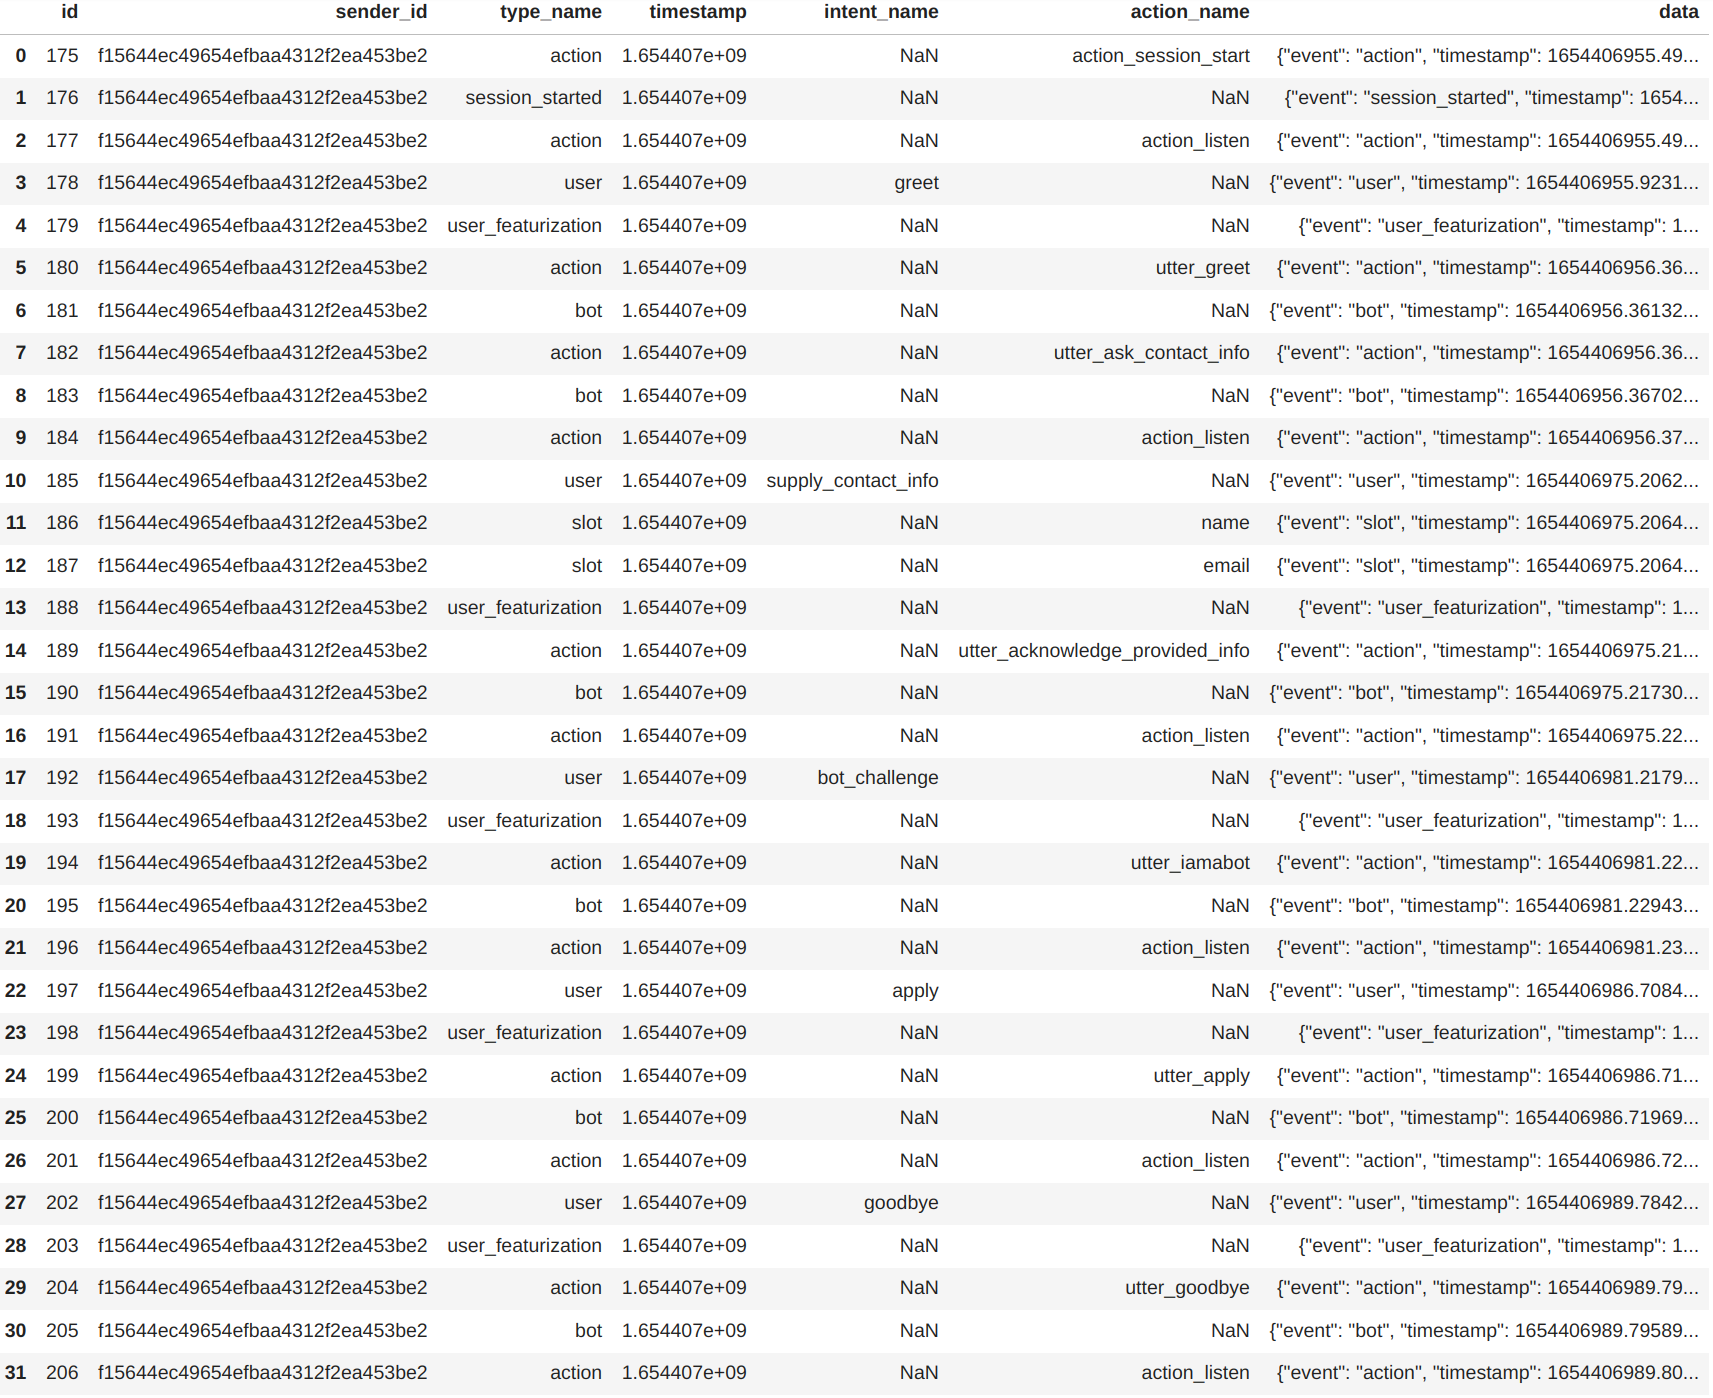 id sender_id type_name timestamp intent_name action_name data
0 175 f15644ec49654efbaa4312f2ea453be2 action 1.654407e+09 NaN action_session_start {"event": "action", "timestamp": 1654406955.49...
1 176 f15644ec49654efbaa4312f2ea453be2 session_started 1.654407e+09 NaN NaN {"event": "session_started", "timestamp": 1654...
2 177 f15644ec49654efbaa4312f2ea453be2 action 1.654407e+09 NaN action_listen {"event": "action", "timestamp": 1654406955.49...
3 178 f15644ec49654efbaa4312f2ea453be2 user 1.654407e+09 greet NaN {"event": "user", "timestamp": 1654406955.9231...
4 179 f15644ec49654efbaa4312f2ea453be2 user_featurization 1.654407e+09 NaN NaN {"event": "user_featurization", "timestamp": 1...
5 180 f15644ec49654efbaa4312f2ea453be2 action 1.654407e+09 NaN utter_greet {"event": "action", "timestamp": 1654406956.36...
6 181 f15644ec49654efbaa4312f2ea453be2 bot 1.654407e+09 NaN NaN {"event": "bot", "timestamp": 1654406956.36132...
7 182 f15644ec49654efbaa4312f2ea453be2 action 1.654407e+09 NaN utter_ask_contact_info {"event": "action", "timestamp": 1654406956.36...
8 183 f15644ec49654efbaa4312f2ea453be2 bot 1.654407e+09 NaN NaN {"event": "bot", "timestamp": 1654406956.36702...
9 184 f15644ec49654efbaa4312f2ea453be2 action 1.654407e+09 NaN action_listen {"event": "action", "timestamp": 1654406956.37...
10 185 f15644ec49654efbaa4312f2ea453be2 user 1.654407e+09 supply_contact_info NaN {"event": "user", "timestamp": 1654406975.2062...
11 186 f15644ec49654efbaa4312f2ea453be2 slot 1.654407e+09 NaN name {"event": "slot", "timestamp": 1654406975.2064...
12 187 f15644ec49654efbaa4312f2ea453be2 slot 1.654407e+09 NaN email {"event": "slot", "timestamp": 1654406975.2064...
13 188 f15644ec49654efbaa4312f2ea453be2 user_featurization 1.654407e+09 NaN NaN {"event": "user_featurization", "timestamp": 1...
14 189 f15644ec49654efbaa4312f2ea453be2 action 1.654407e+09 NaN utter_acknowledge_provided_info {"event": "action", "timestamp": 1654406975.21...
15 190 f15644ec49654efbaa4312f2ea453be2 bot 1.654407e+09 NaN NaN {"event": "bot", "timestamp": 1654406975.21730...
16 191 f15644ec49654efbaa4312f2ea453be2 action 1.654407e+09 NaN action_listen {"event": "action", "timestamp": 1654406975.22...
17 192 f15644ec49654efbaa4312f2ea453be2 user 1.654407e+09 bot_challenge NaN {"event": "user", "timestamp": 1654406981.2179...
18 193 f15644ec49654efbaa4312f2ea453be2 user_featurization 1.654407e+09 NaN NaN {"event": "user_featurization", "timestamp": 1...
19 194 f15644ec49654efbaa4312f2ea453be2 action 1.654407e+09 NaN utter_iamabot {"event": "action", "timestamp": 1654406981.22...
20 195 f15644ec49654efbaa4312f2ea453be2 bot 1.654407e+09 NaN NaN {"event": "bot", "timestamp": 1654406981.22943...
21 196 f15644ec49654efbaa4312f2ea453be2 action 1.654407e+09 NaN action_listen {"event": "action", "timestamp": 1654406981.23...
22 197 f15644ec49654efbaa4312f2ea453be2 user 1.654407e+09 apply NaN {"event": "user", "timestamp": 1654406986.7084...
23 198 f15644ec49654efbaa4312f2ea453be2 user_featurization 1.654407e+09 NaN NaN {"event": "user_featurization", "timestamp": 1...
24 199 f15644ec49654efbaa4312f2ea453be2 action 1.654407e+09 NaN utter_apply {"event": "action", "timestamp": 1654406986.71...
25 200 f15644ec49654efbaa4312f2ea453be2 bot 1.654407e+09 NaN NaN {"event": "bot", "timestamp": 1654406986.71969...
26 201 f15644ec49654efbaa4312f2ea453be2 action 1.654407e+09 NaN action_listen {"event": "action", "timestamp": 1654406986.72...
27 202 f15644ec49654efbaa4312f2ea453be2 user 1.654407e+09 goodbye NaN {"event": "user", "timestamp": 1654406989.7842...
28 203 f15644ec49654efbaa4312f2ea453be2 user_featurization 1.654407e+09 NaN NaN {"event": "user_featurization", "timestamp": 1...
29 204 f15644ec49654efbaa4312f2ea453be2 action 1.654407e+09 NaN utter_goodbye {"event": "action", "timestamp": 1654406989.79...
30 205 f15644ec49654efbaa4312f2ea453be2 bot 1.654407e+09 NaN NaN {"event": "bot", "timestamp": 1654406989.79589...
31 206 f15644ec49654efbaa4312f2ea453be2 action 1.654407e+09 NaN action_listen {"event": "action", "timestamp": 1654406989.80...